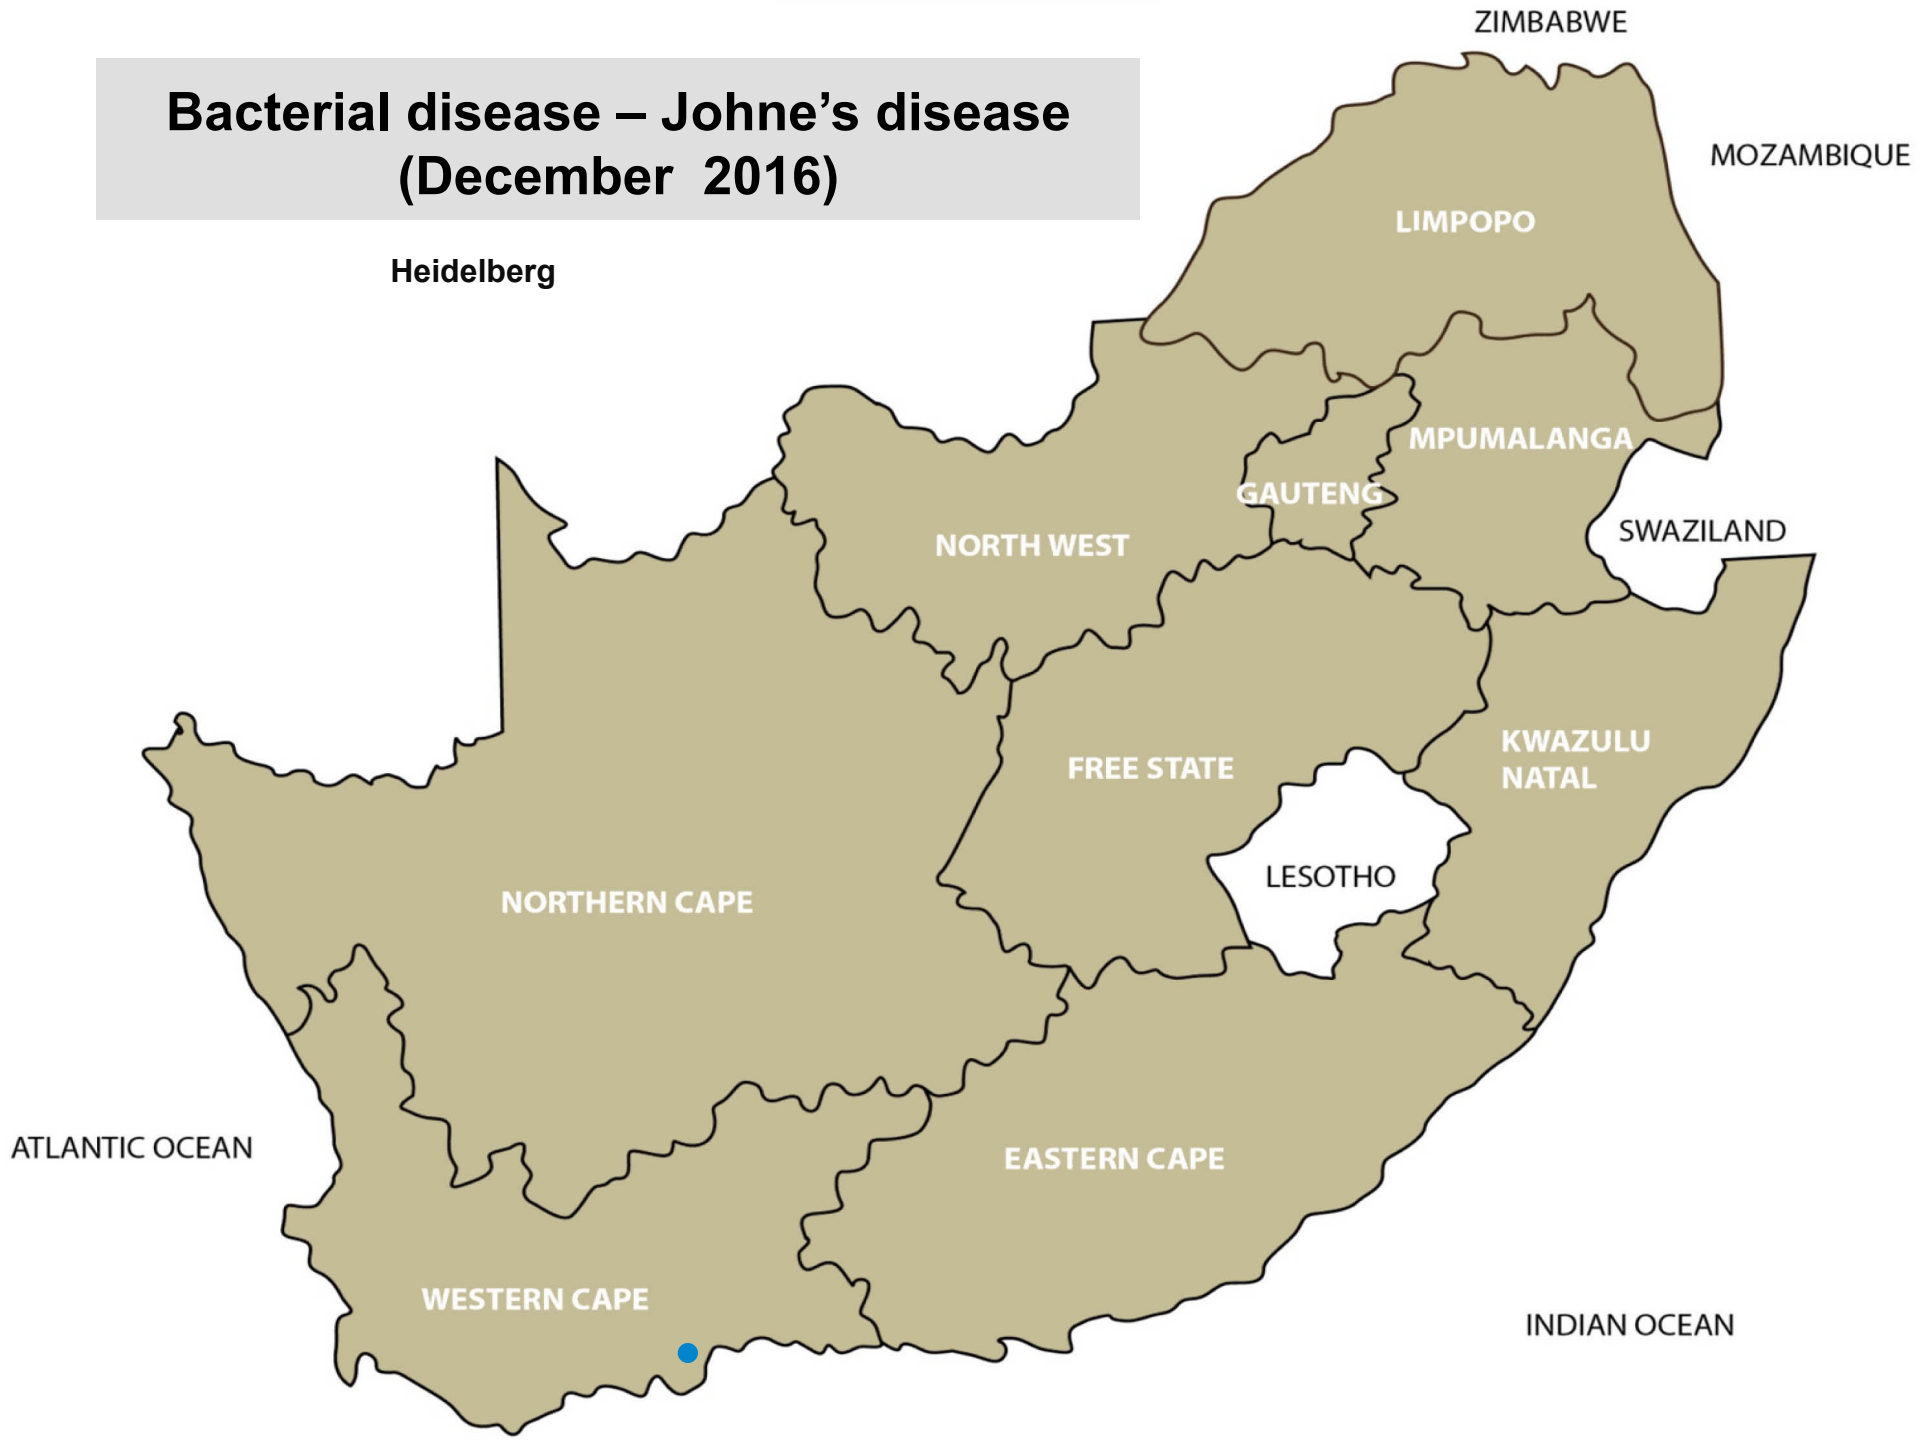 ZIMBABWE
Bacterial disease – Johne’s disease
(December 2016)
MOZAMBIQUE
LIMPOPO
Heidelberg
MPUMALANGA
GAUTENG
SWAZILAND
NORTH WEST
KWAZULU
NATAL
FREE STATE
LESOTHO
NORTHERN CAPE
ATLANTIC OCEAN
EASTERN CAPE
WESTERN CAPE
INDIAN OCEAN